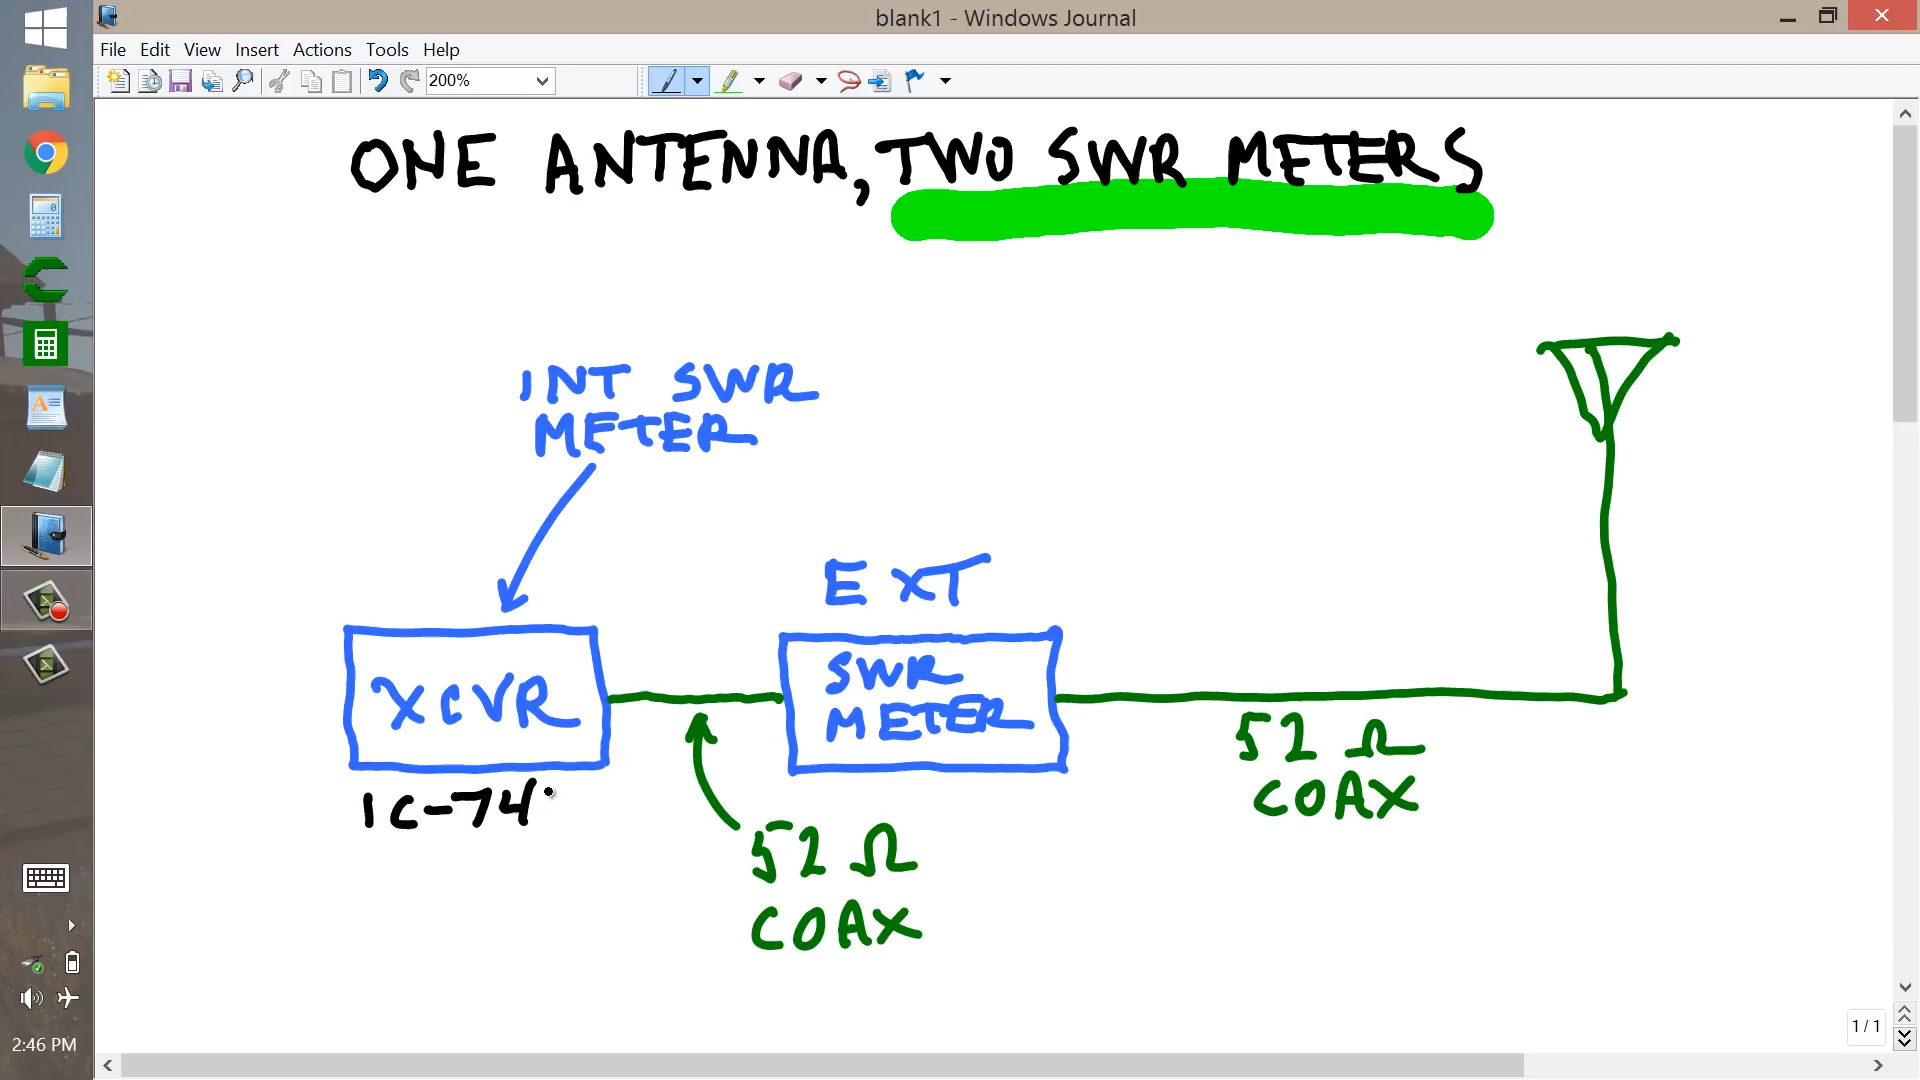 blank1 - Windows Journal
File Edit View Insert Actions Tools Help
200%
ONE ANTENNA, TWO SWR METERS
INT SWR
METER
EXT
XCVR
SWR
METER
52 Ω
COAX
IC-74
52 Ω
COAX
1 / 1
2:46 PM